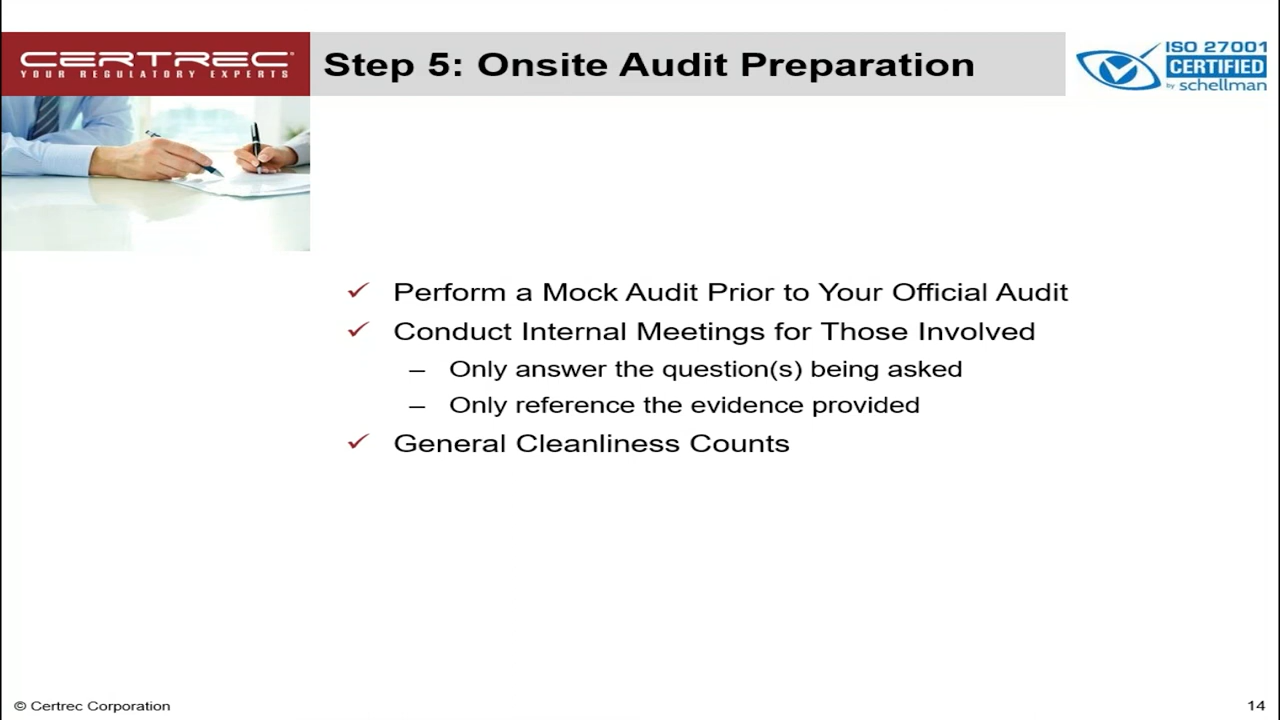 CERTREC
YOUR REGULATORY EXPERTS
Step 5: Onsite Audit Preparation
ISO 27001
CERTIFIED
by schellman
✓ Perform a Mock Audit Prior to Your Official Audit
✓ Conduct Internal Meetings for Those Involved
– Only answer the question(s) being asked
– Only reference the evidence provided
✓ General Cleanliness Counts
© Certrec Corporation
14